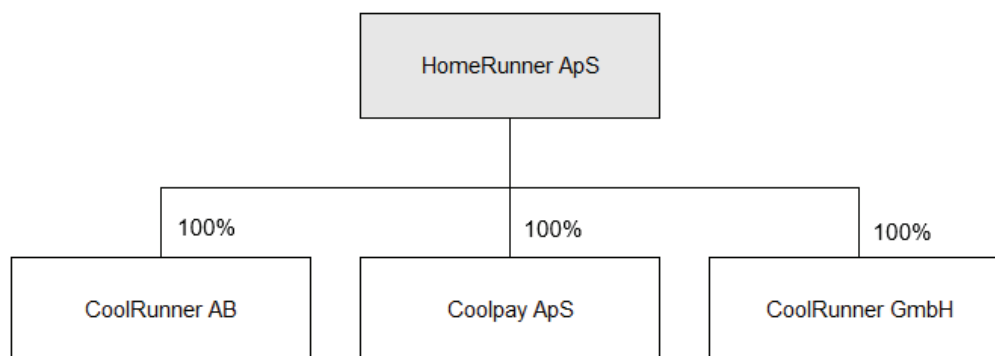 HomeRunner ApS
100%
100%
100%
CoolRunner AB
Coolpay ApS
CoolRunner GmbH